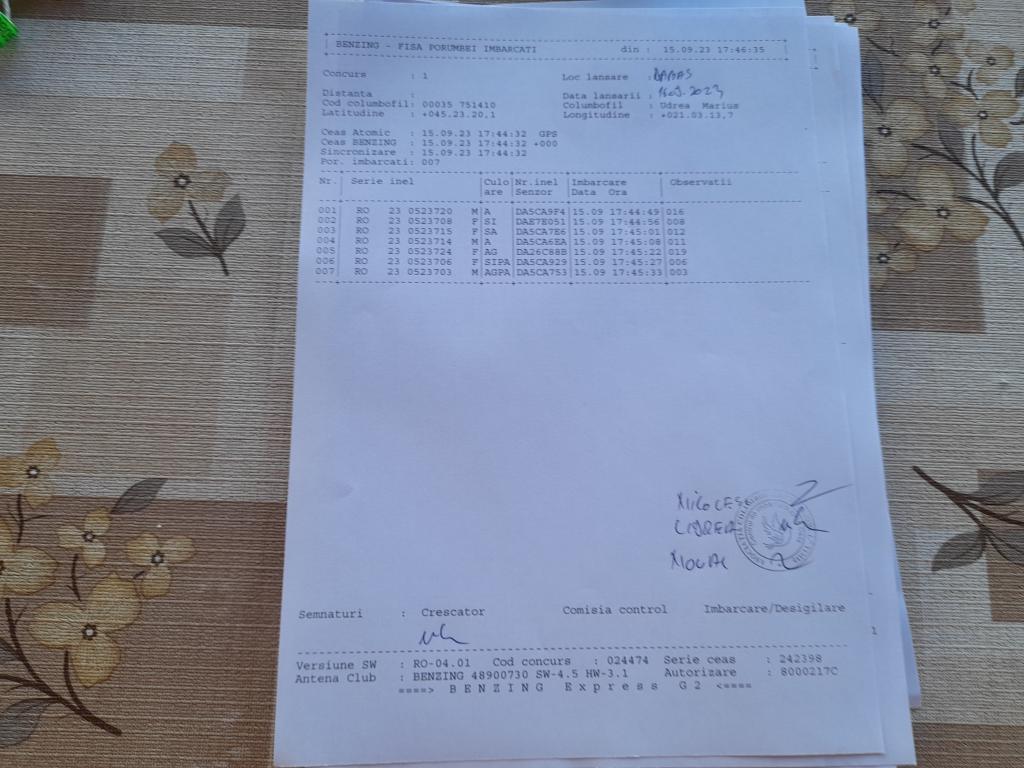 BENZING - FISA PORUMBEI IMBARCATI din : 15.09.23 17:46:35
Concurs : 1 Loc lansare :
Distanta : Data lansarii :
Cod columbofil: 00035 751410 Columbofil : Udrea Marius
Latitudine : +045.23.20,1 Longitudine : +021.03.13,7
Ceas Atomic : 15.09.23 17:44:32 GPS
Ceas BENZING : 15.09.23 17:44:32 +000
Sincronizare : 15.09.23 17:44:32
Por. imbarcati: 007
Nr. Serie inel Culo Nr.inel Imbarcare Observatii
are Senzor Data Ora
001 RO 23 0523720 M A DA5CA9F4 15.09 17:44:49 016
002 RO 23 0523708 F SI DAE7E051 15.09 17:44:56 008
003 RO 23 0523715 F SA DA5CA7E6 15.09 17:45:01 012
004 RO 23 0523714 M A DA5CA6EA 15.09 17:45:08 011
005 RO 23 0523724 F AG DA26C88B 15.09 17:45:22 019
006 RO 23 0523706 F SIPA DA5CA929 15.09 17:45:27 006
007 RO 23 0523703 M AGPA DA5CA753 15.09 17:45:33 003
Semnaturi : Crescator Comisia control Imbarcare/Desigilare
Versiune SW : RO-04.01 Cod concurs : 024474 Serie ceas : 242398
Antena Club : BENZING 48900730 SW-4.5 HW-3.1 Autorizare : 8000217C
====> B E N Z I N G E x p r e s s G 2 <====